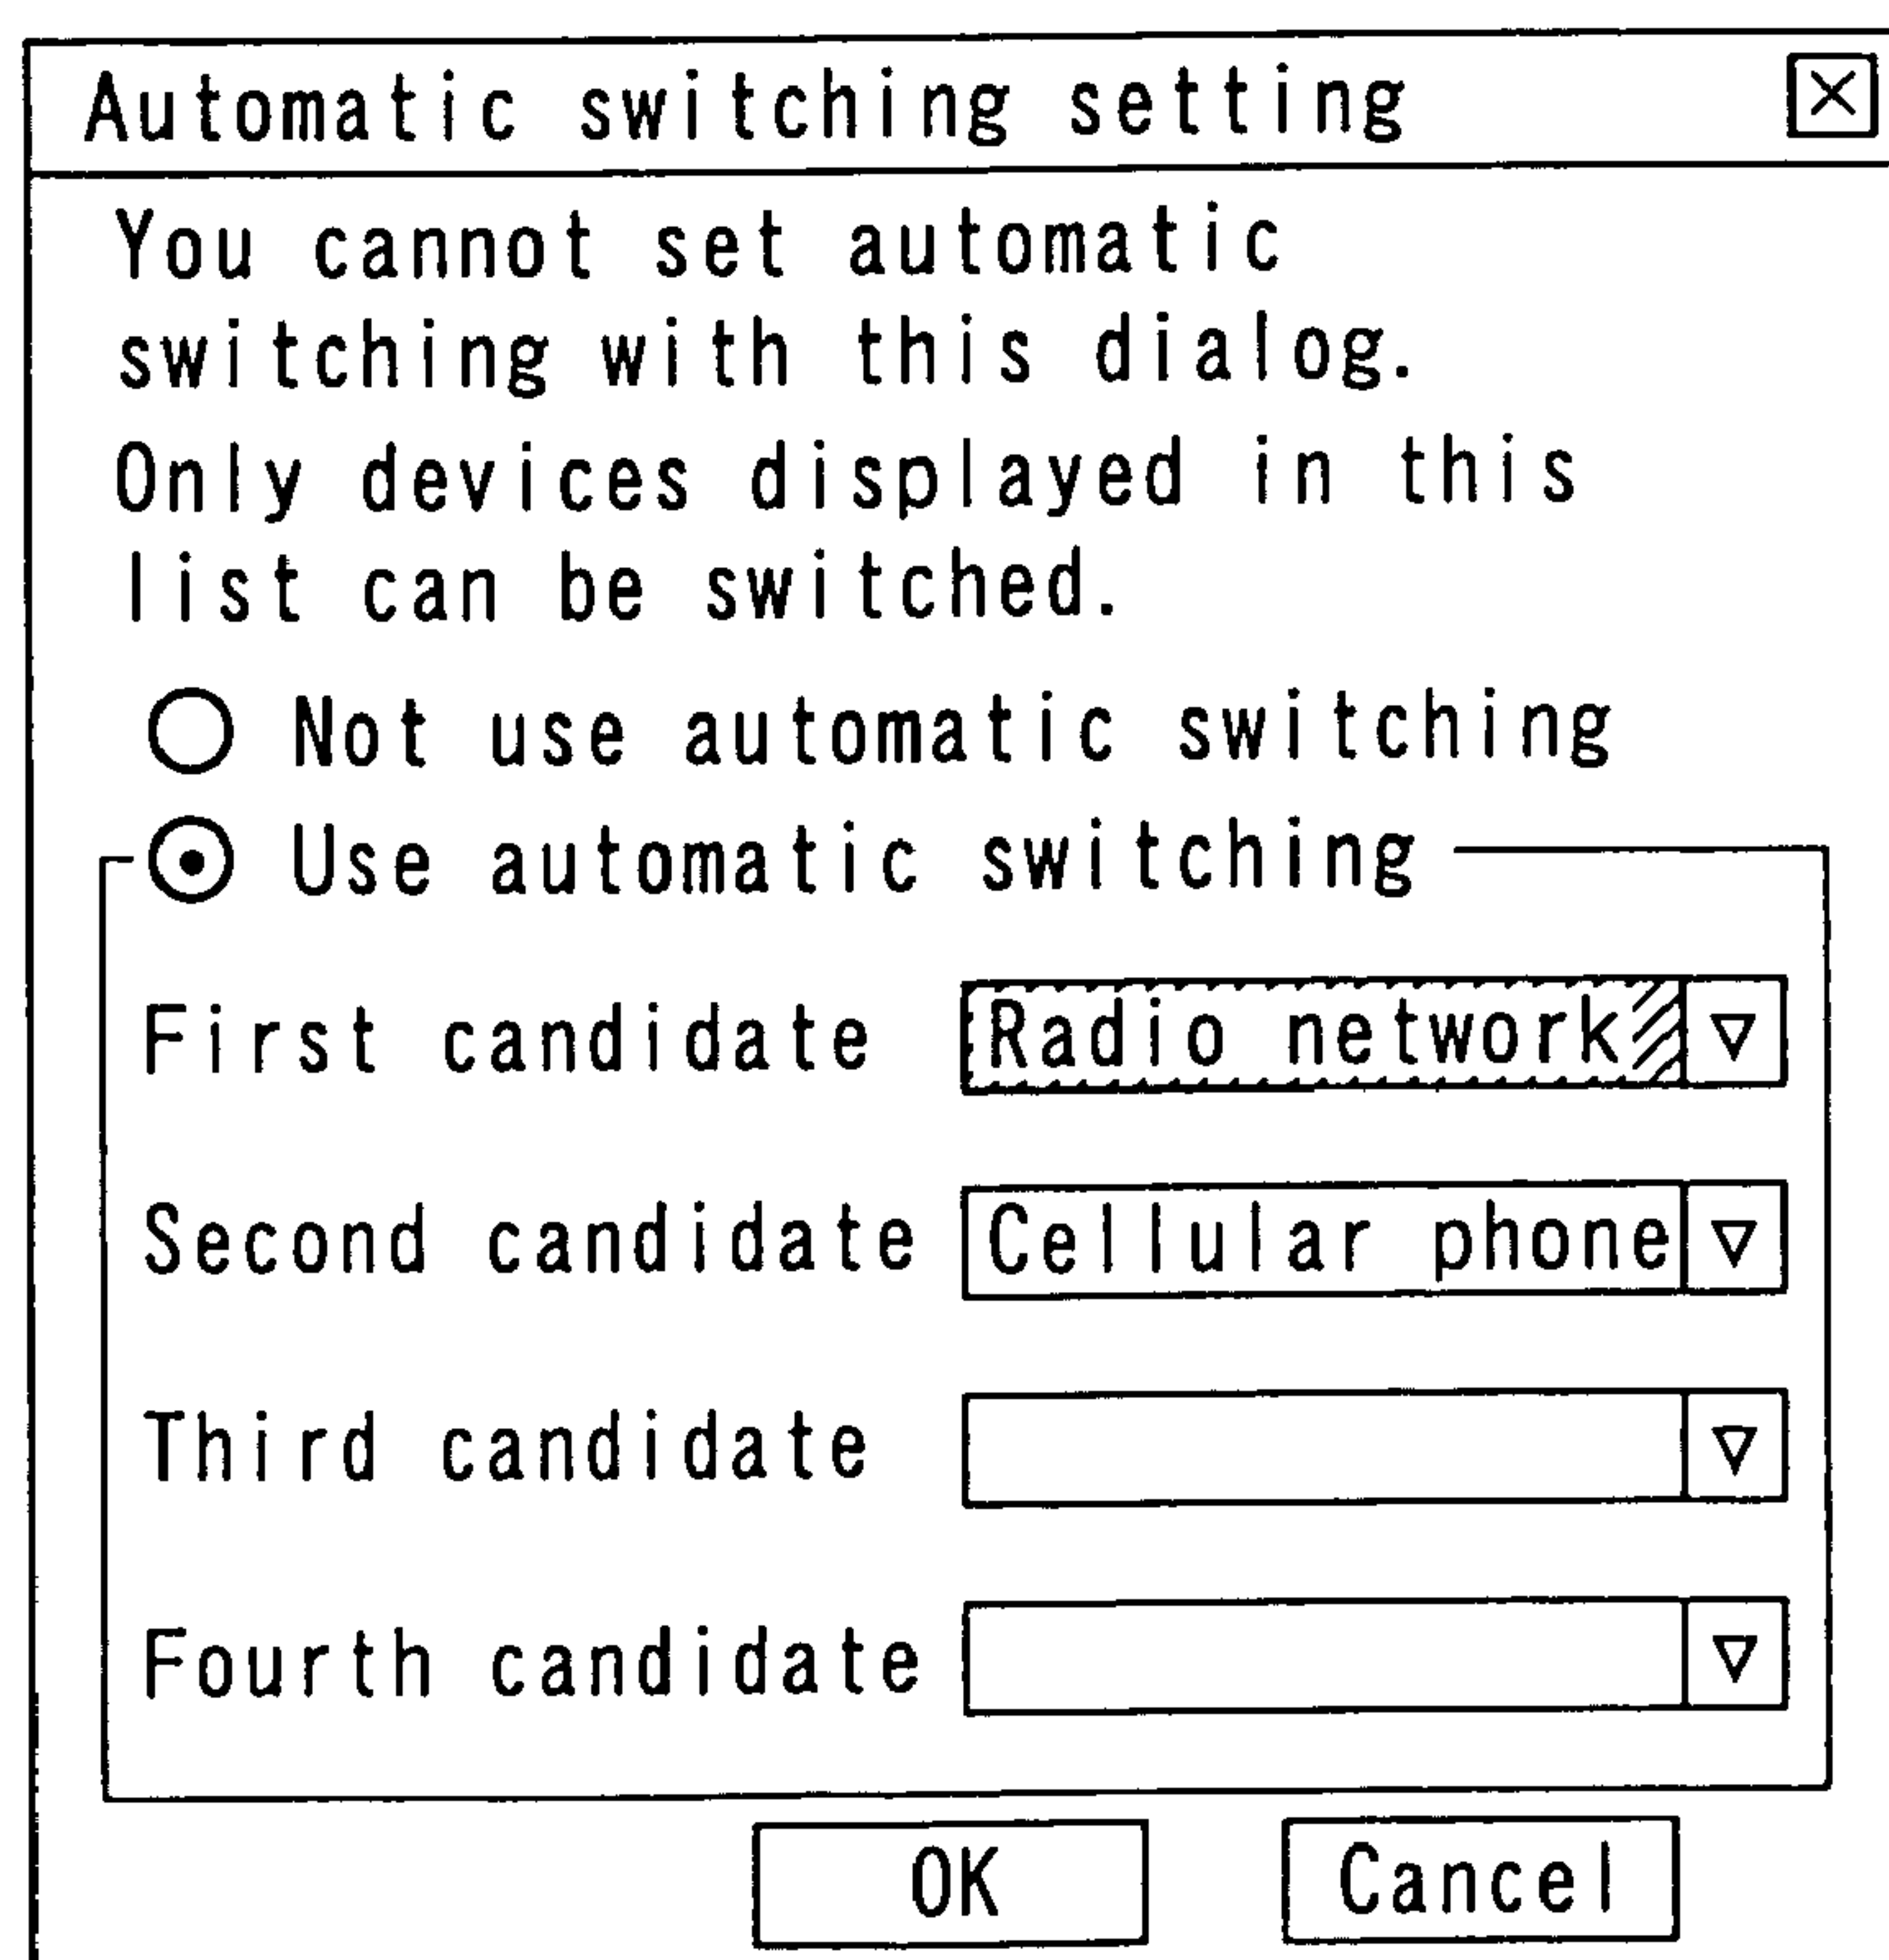 Automatic switching setting
You cannot set automatic
switching with this dialog.
Only devices displayed in this
list can be switched.
Not use automatic switching
Use automatic switching
First candidate Radio network
Second candidate Cellular phone
Third candidate
Fourth candidate
OK Cancel